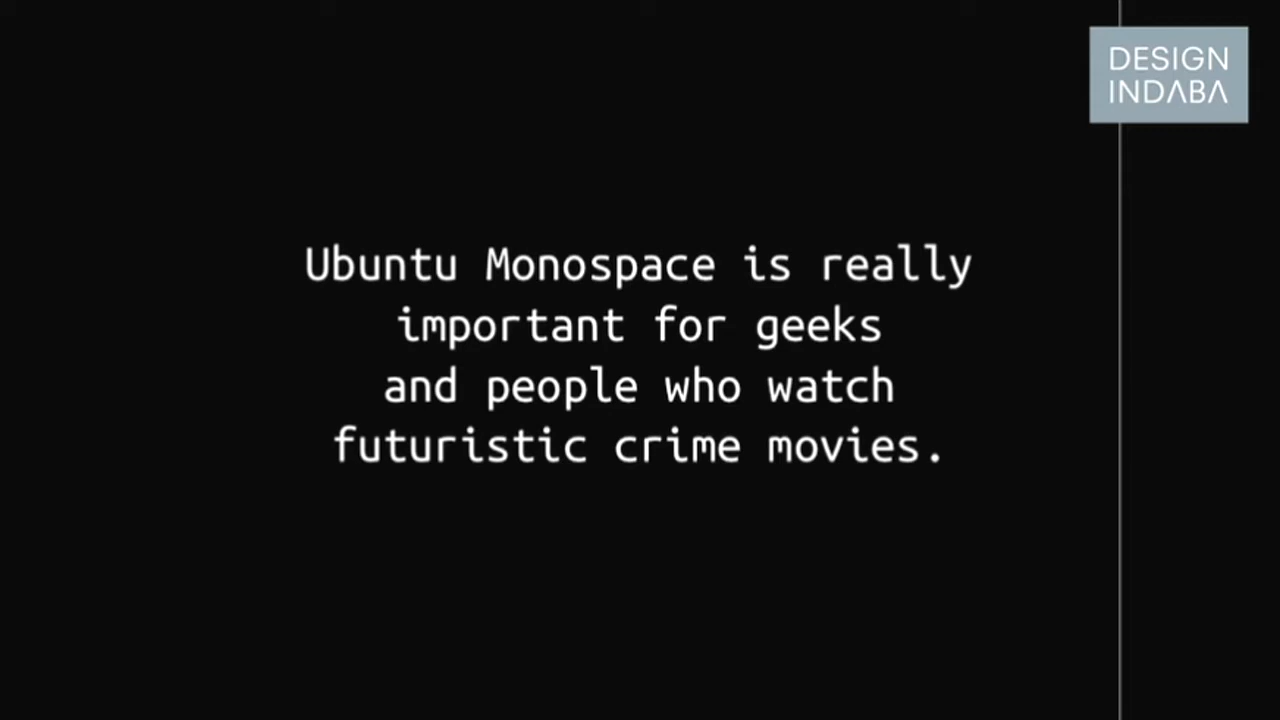 DESIGN
INDABA
Ubuntu Monospace is really
important for geeks
and people who watch
futuristic crime movies.